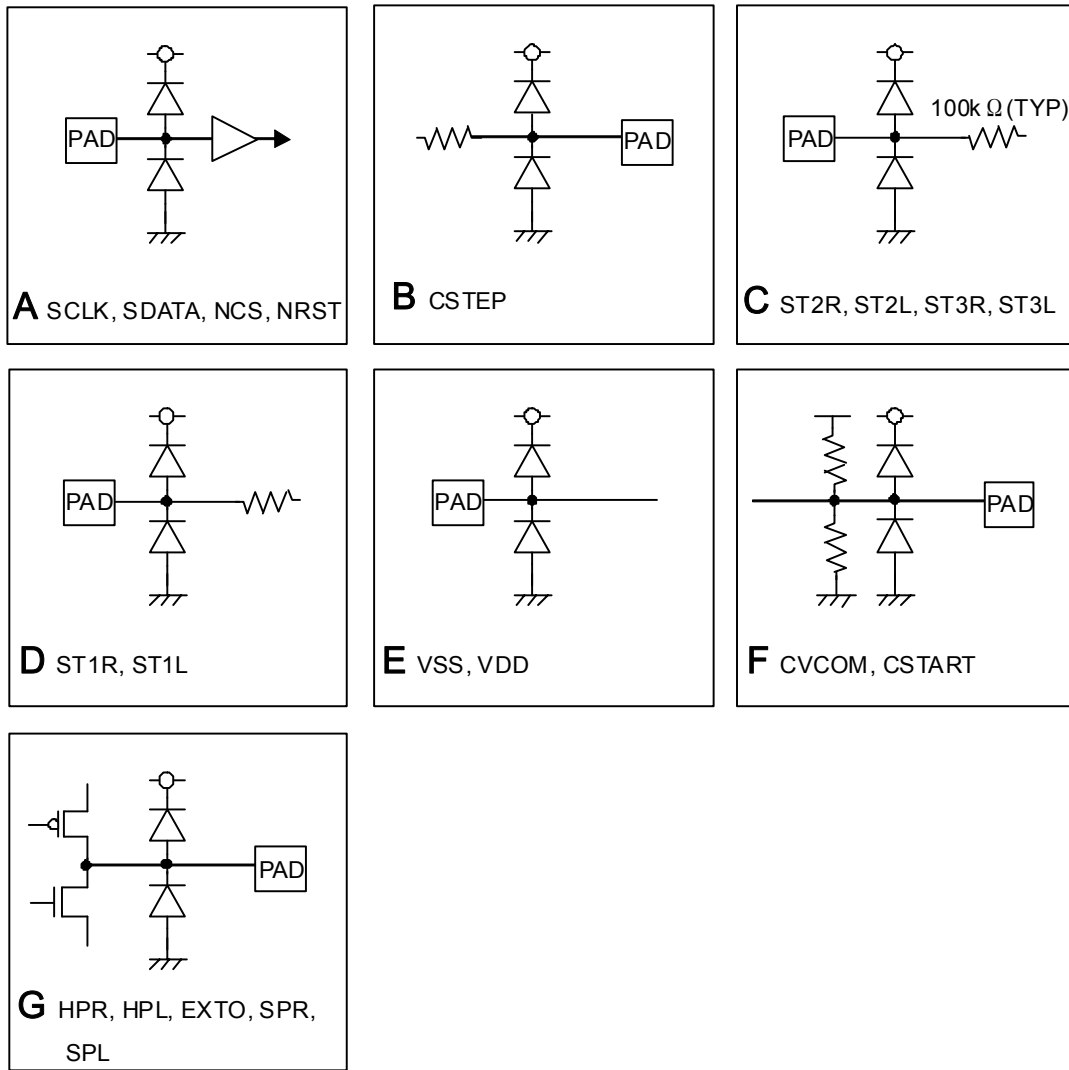 PAD
A SCLK, SDATA, NCS, NRST
PAD
B CSTEP
100k Ω (TYP)
PAD
C ST2R, ST2L, ST3R, ST3L
PAD
D ST1R, ST1L
PAD
E VSS, VDD
PAD
F CVCOM, CSTART
PAD
G HPR, HPL, EXTO, SPR,
SPL